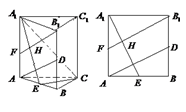 A₁ C₁ A₁ B₁
B₁
F H F H
D D
A C
E B A E B